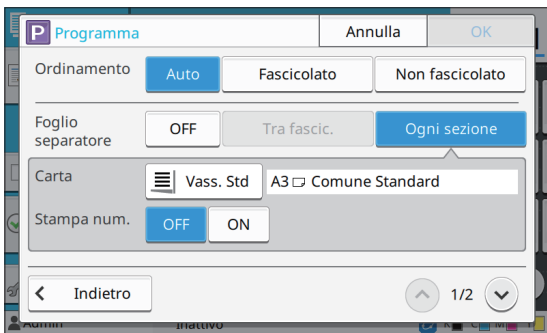 P Programma Annulla OK
Ordinamento Auto Fascicolato Non fascicolato
Foglio separatore OFF Tra fascic. Ogni sezione
Carta Vass. Std A3 Comune Standard
Stampa num. OFF ON
Indietro 1/2
Admin Inattivo K C M Y